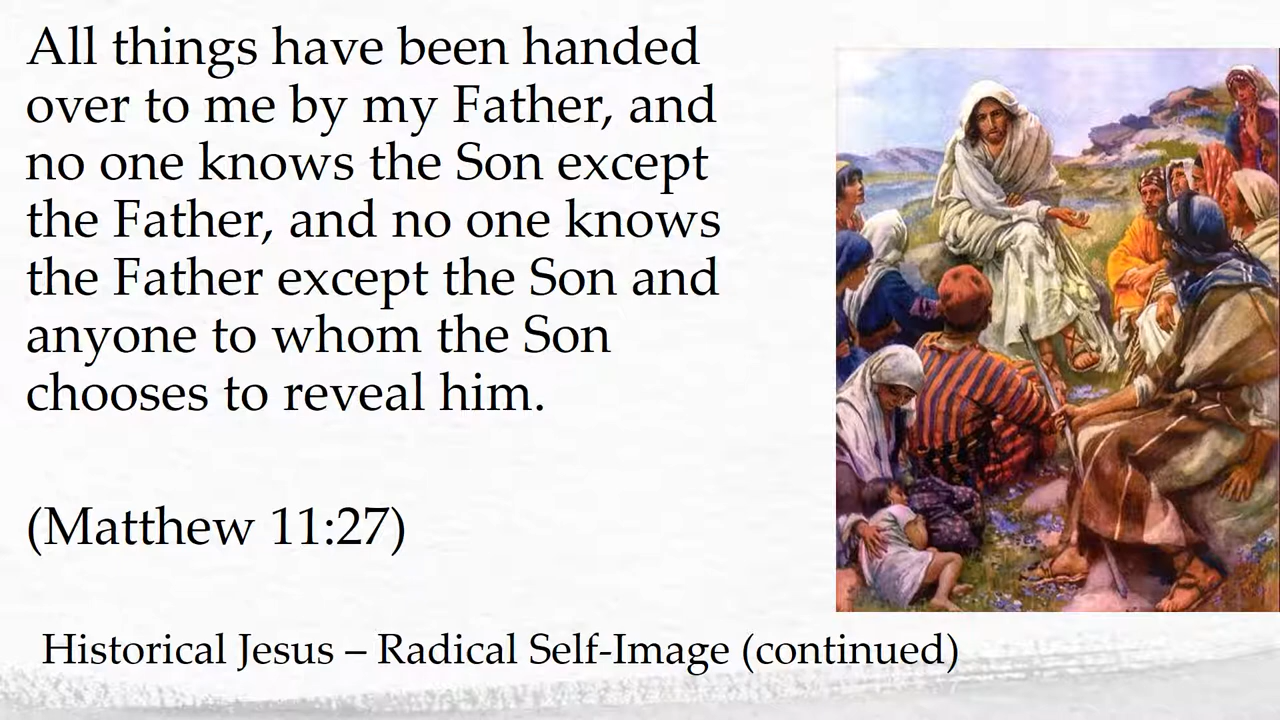 All things have been handed
over to me by my Father, and
no one knows the Son except
the Father, and no one knows
the Father except the Son and
anyone to whom the Son
chooses to reveal him.
(Matthew 11:27)
Historical Jesus – Radical Self-Image (continued)